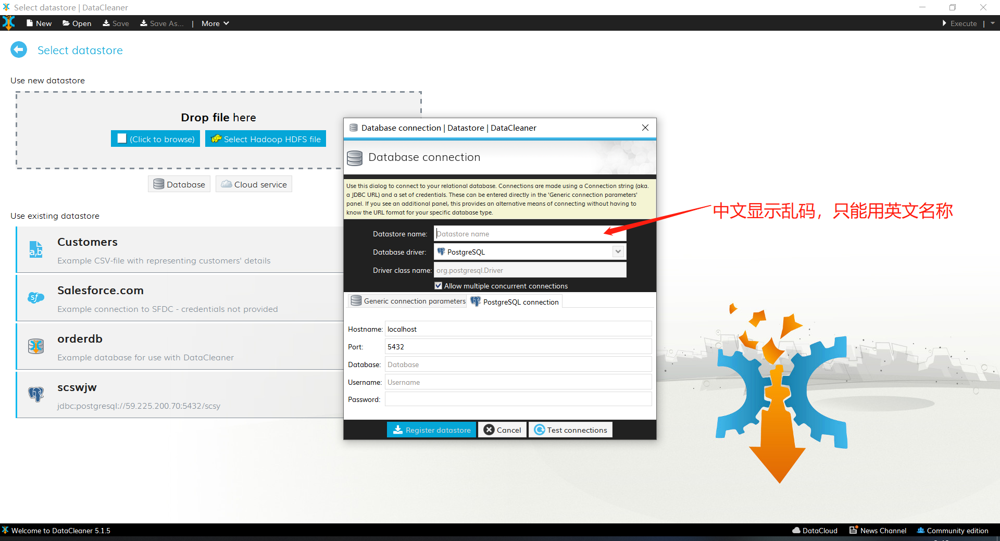 Select datastore | DataCleaner
New
Open
Save
Save As...
|
More
Execute
|
Select datastore
Use new datastore
Drop file here
(Click to browse)
Select Hadoop HDFS file
Database
Cloud service
Use existing datastore
a,b
Customers
Example CSV-file with representing customers' details
sf
Salesforce.com
Example connection to SFDC - credentials not provided
orderdb
Example database for use with DataCleaner
scswjw
jdbc:postgresql://59.225.200.70:5432/scsy
Database connection | Datastore | DataCleaner
Database connection
Use this dialog to connect to your relational database. Connections are made using a Connection string (aka.
a JDBC URL) and a set of credentials. These can be entered directly in the 'Generic connection parameters'
panel. If you see an additional panel, this provides an alternative means of connecting without having to
know the URL format for your specific database type.
Datastore name:
Datastore name
Database driver:
PostgreSQL
Driver class name:
org.postgresql.Driver
Allow multiple concurrent connections
Generic connection parameters
PostgreSQL connection
Hostname:
localhost
Port:
5432
Database:
Database
Username:
Username
Password:
Register datastore
Cancel
Test connections
中文显示乱码，只能用英文名称
Welcome to DataCleaner 5.1.5
DataCloud
News Channel
Community edition